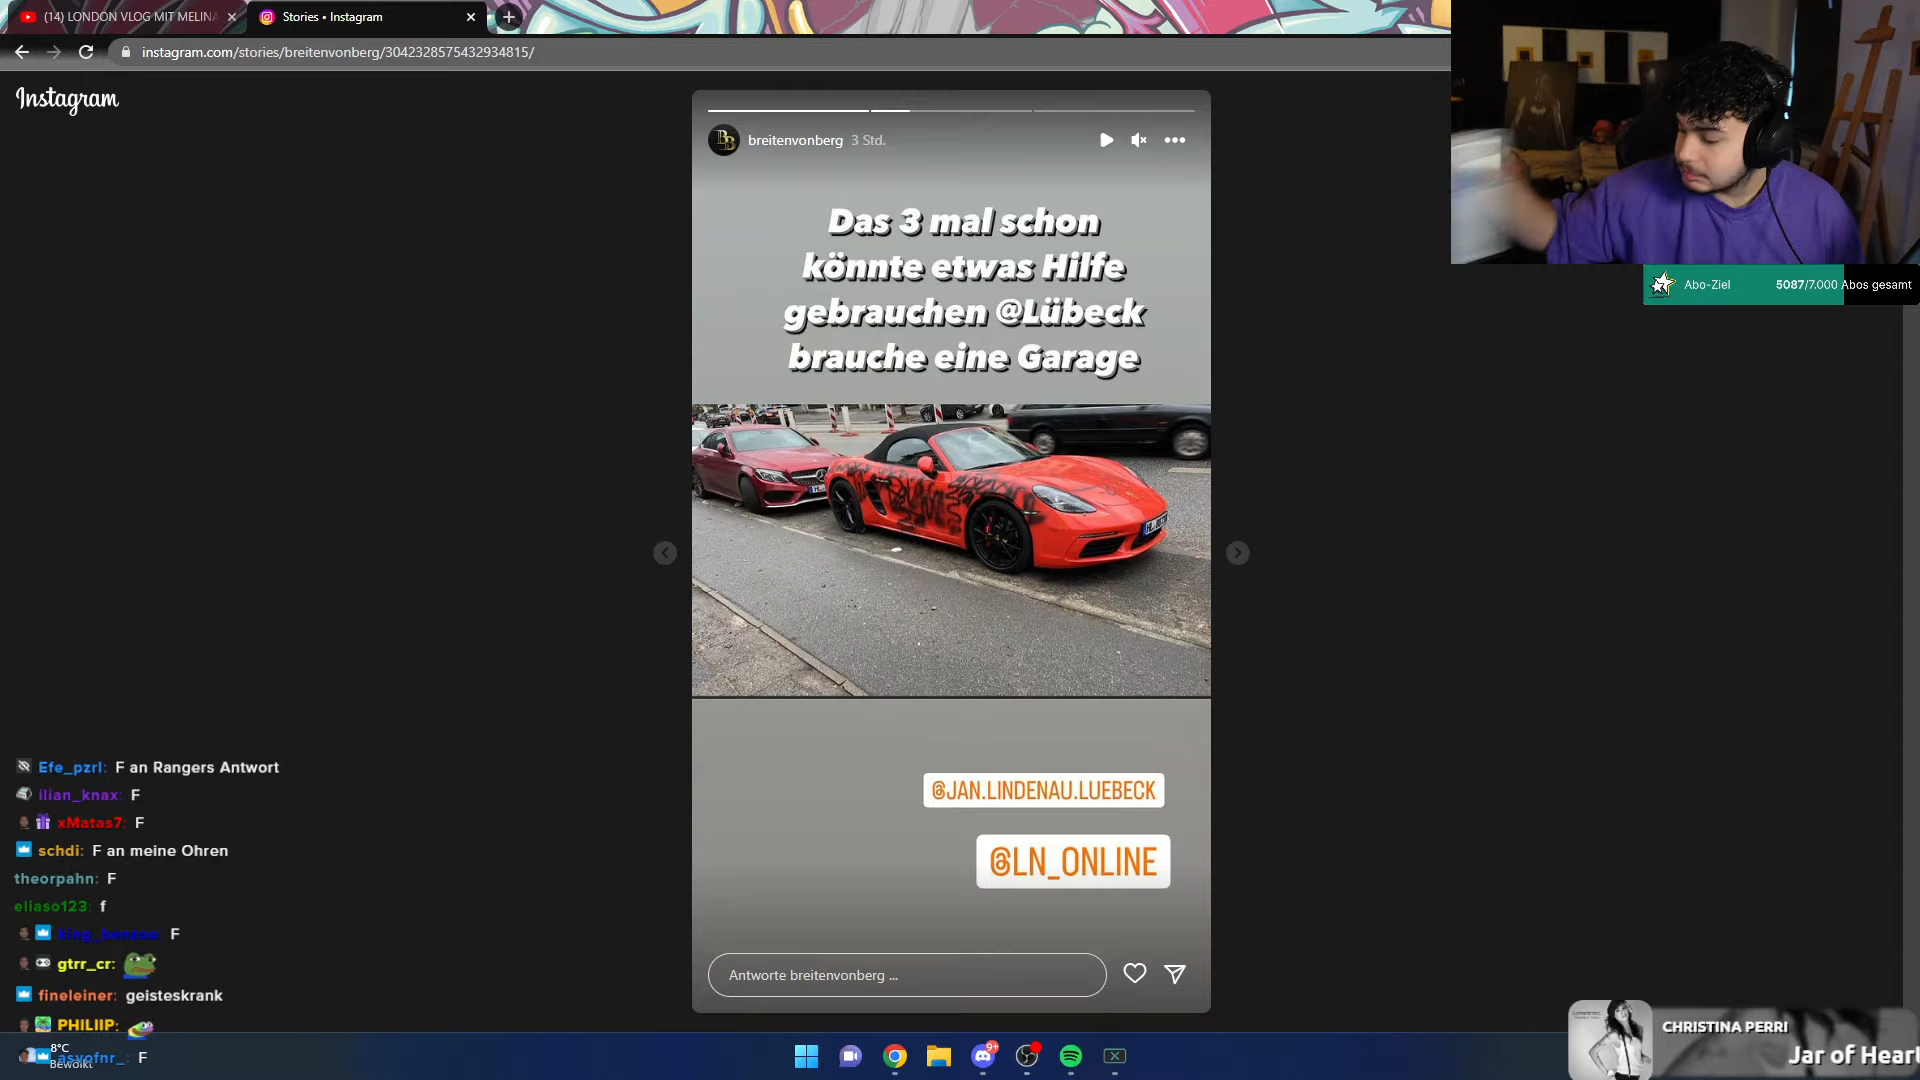 (14) LONDON VLOG MIT MELINA
Stories • Instagram
instagram.com/stories/breitenvonberg/3042328575432934815/
Instagram
breitenvonberg 3 Std.
Das 3 mal schon
könnte etwas Hilfe
gebrauchen @Lübeck
brauche eine Garage
@JAN.LINDENAU.LUEBECK
@LN_ONLINE
Antworte breitenvonberg ...
Abo-Ziel 5087/7.000 Abos gesamt
Efe_pzrl: F an Rangers Antwort
ilian_knax: F
xMatas7: F
schdi: F an meine Ohren
theorpahn: F
eliaso123: f
king_benzoo F
gtrr_cr:
fineleiner: geisteskrank
PHILIIP:
asvofnr_: F
8°C
Bewölkt
9+
CHRISTINA PERRI
Jar of Heart